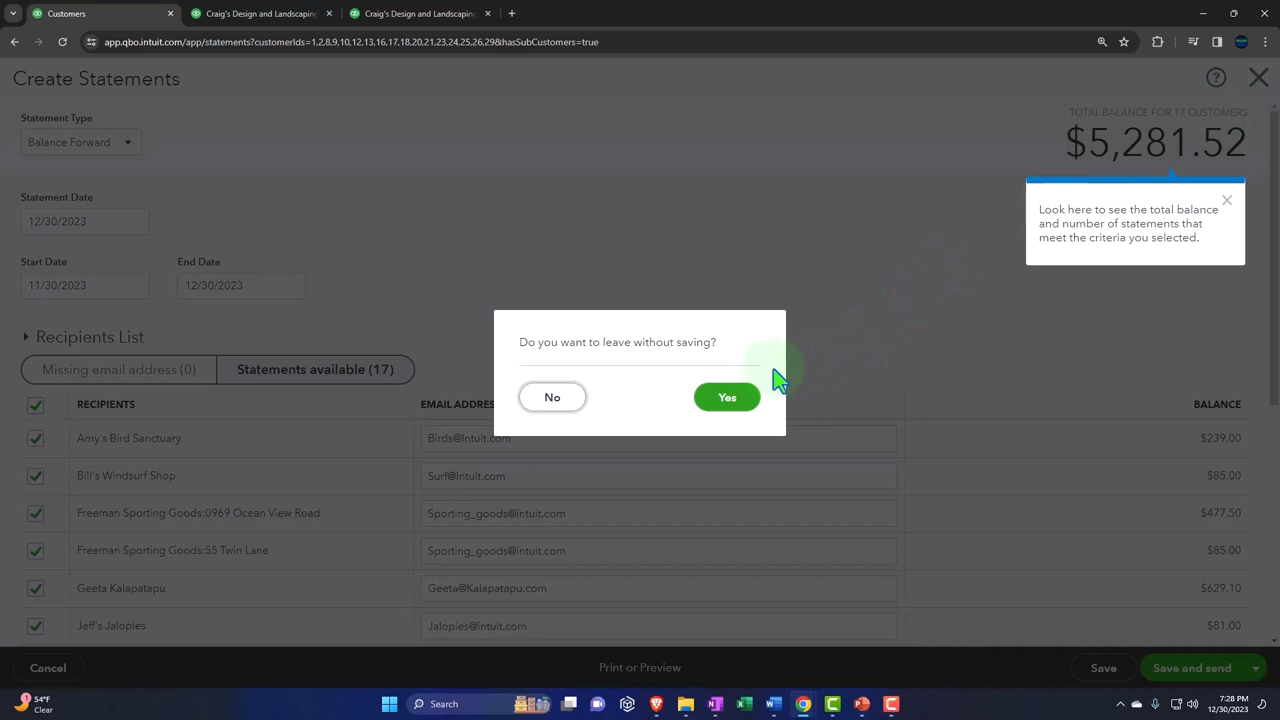 Customers
Craig's Design and Landscaping
Craig's Design and Landscaping
app.qbo.intuit.com/app/statements?customerIds=1,2,8,9,10,12,13,16,17,18,20,21,23,24,25,26,29&hasSubCustomers=true
Create Statements
Statement Type
Balance Forward
TOTAL BALANCE FOR 17 CUSTOMERS
$5,281.52
Look here to see the total balance
and number of statements that
meet the criteria you selected.
Statement Date
12/30/2023
Start Date
End Date
11/30/2023
12/30/2023
Do you want to leave without saving?
No
Yes
Recipients List
Missing email address (0)
Statements available (17)
RECIPIENTS
EMAIL ADDRES
BALANCE
Amy's Bird Sanctuary
Birds@Intuit.com
$239.00
Bill's Windsurf Shop
Surf@Intuit.com
$85.00
Freeman Sporting Goods:0969 Ocean View Road
Sporting_goods@intuit.com
$477.50
Freeman Sporting Goods:55 Twin Lane
Sporting_goods@intuit.com
$85.00
Geeta Kalapatapu
Geeta@Kalapatapu.com
$629.10
Jeff's Jalopies
Jalopies@intuit.com
$81.00
Cancel
Print or Preview
Save
Save and send
1
54°F
Clear
Search
7:28 PM
12/30/2023